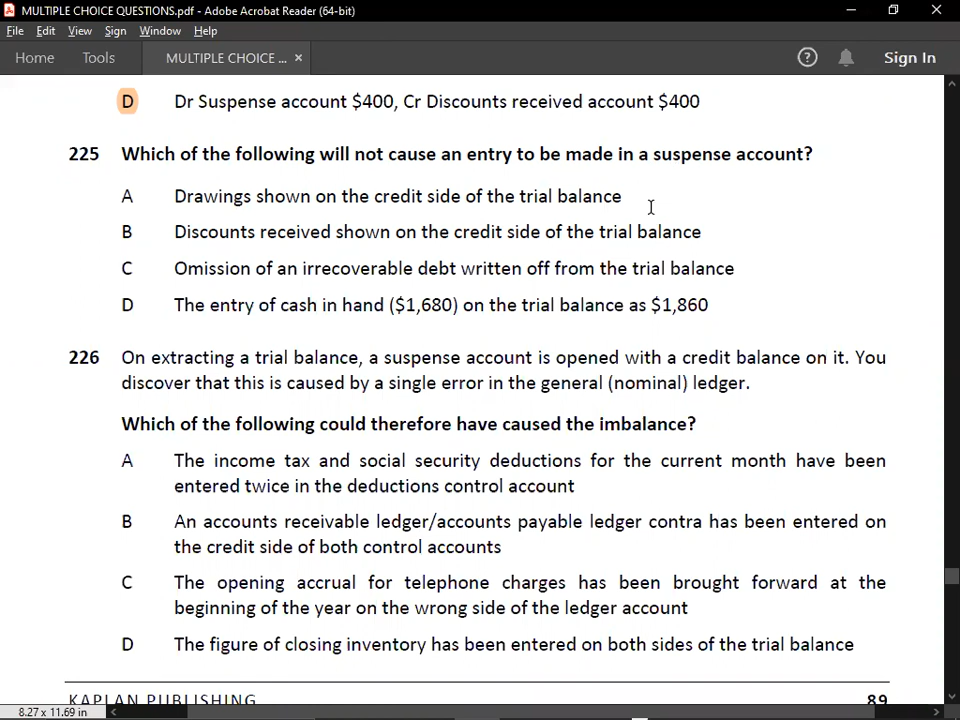 MULTIPLE CHOICE QUESTIONS.pdf - Adobe Acrobat Reader (64-bit)
File Edit View Sign Window Help
Home Tools MULTIPLE CHOICE ... × Sign In
D Dr Suspense account $400, Cr Discounts received account $400
225 Which of the following will not cause an entry to be made in a suspense account?
A Drawings shown on the credit side of the trial balance
B Discounts received shown on the credit side of the trial balance
C Omission of an irrecoverable debt written off from the trial balance
D The entry of cash in hand ($1,680) on the trial balance as $1,860
226 On extracting a trial balance, a suspense account is opened with a credit balance on it. You
discover that this is caused by a single error in the general (nominal) ledger.
Which of the following could therefore have caused the imbalance?
A The income tax and social security deductions for the current month have been
entered twice in the deductions control account
B An accounts receivable ledger/accounts payable ledger contra has been entered on
the credit side of both control accounts
C The opening accrual for telephone charges has been brought forward at the
beginning of the year on the wrong side of the ledger account
D The figure of closing inventory has been entered on both sides of the trial balance
KAPLAN PUBLISHING 89
8.27 x 11.69 in